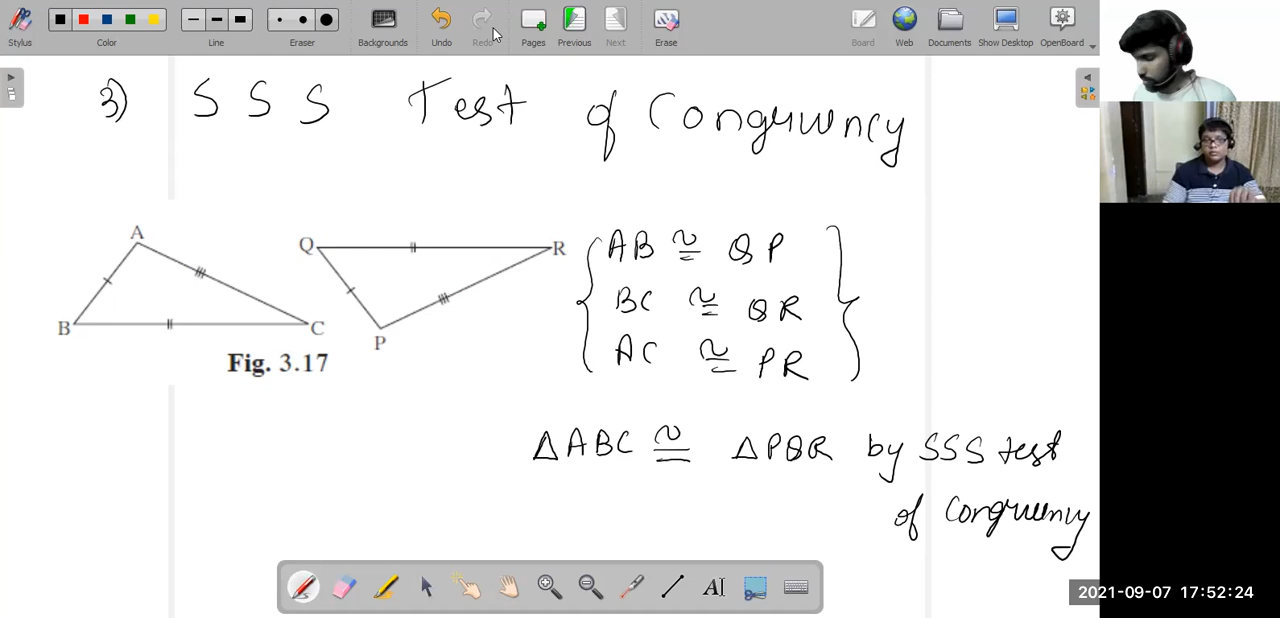 Stylus Color Line Eraser Backgrounds Undo Redo Pages Previous Next Erase Board Web Documents Show Desktop OpenBoard
3) S S S Test of Congruency
A
B
C
Q
R
P
Fig. 3.17
AB ≅ QP
BC ≅ QR
AC ≅ PR
△ABC ≅ △PQR by SSS test
of Congruency
2021-09-07 17:52:24